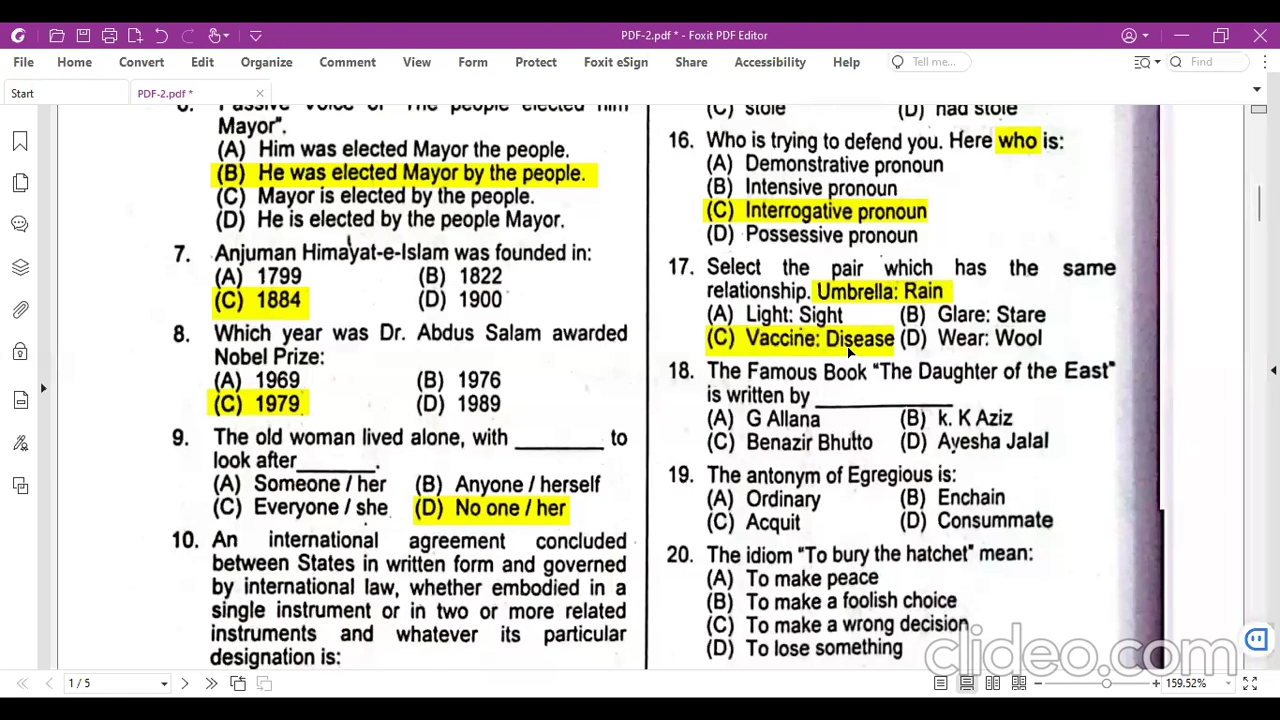 PDF-2.pdf * - Foxit PDF Editor
File Home Convert Edit Organize Comment View Form Protect Foxit eSign Share Accessibility Help Tell me... Find
Start PDF-2.pdf *
Passive Voice of "The people elected him
Mayor".
(A) Him was elected Mayor the people.
(B) He was elected Mayor by the people.
(C) Mayor is elected by the people.
(D) He is elected by the people Mayor.
7. Anjuman Himayat-e-Islam was founded in:
(A) 1799 (B) 1822
(C) 1884 (D) 1900
8. Which year was Dr. Abdus Salam awarded
Nobel Prize:
(A) 1969 (B) 1976
(C) 1979 (D) 1989
9. The old woman lived alone, with ________ to
look after_______.
(A) Someone / her (B) Anyone / herself
(C) Everyone / she (D) No one / her
10. An international agreement concluded
between States in written form and governed
by international law, whether embodied in a
single instrument or in two or more related
instruments and whatever its particular
designation is:
(C) stole (D) had stole
16. Who is trying to defend you. Here who is:
(A) Demonstrative pronoun
(B) Intensive pronoun
(C) Interrogative pronoun
(D) Possessive pronoun
17. Select the pair which has the same
relationship. Umbrella: Rain
(A) Light: Sight (B) Glare: Stare
(C) Vaccine: Disease (D) Wear: Wool
18. The Famous Book "The Daughter of the East"
is written by ____________
(A) G Allana (B) k. K Aziz
(C) Benazir Bhutto (D) Ayesha Jalal
19. The antonym of Egregious is:
(A) Ordinary (B) Enchain
(C) Acquit (D) Consummate
20. The idiom "To bury the hatchet" mean:
(A) To make peace
(B) To make a foolish choice
(C) To make a wrong decision
(D) To lose something
clideo.com
1 / 5 159.52%